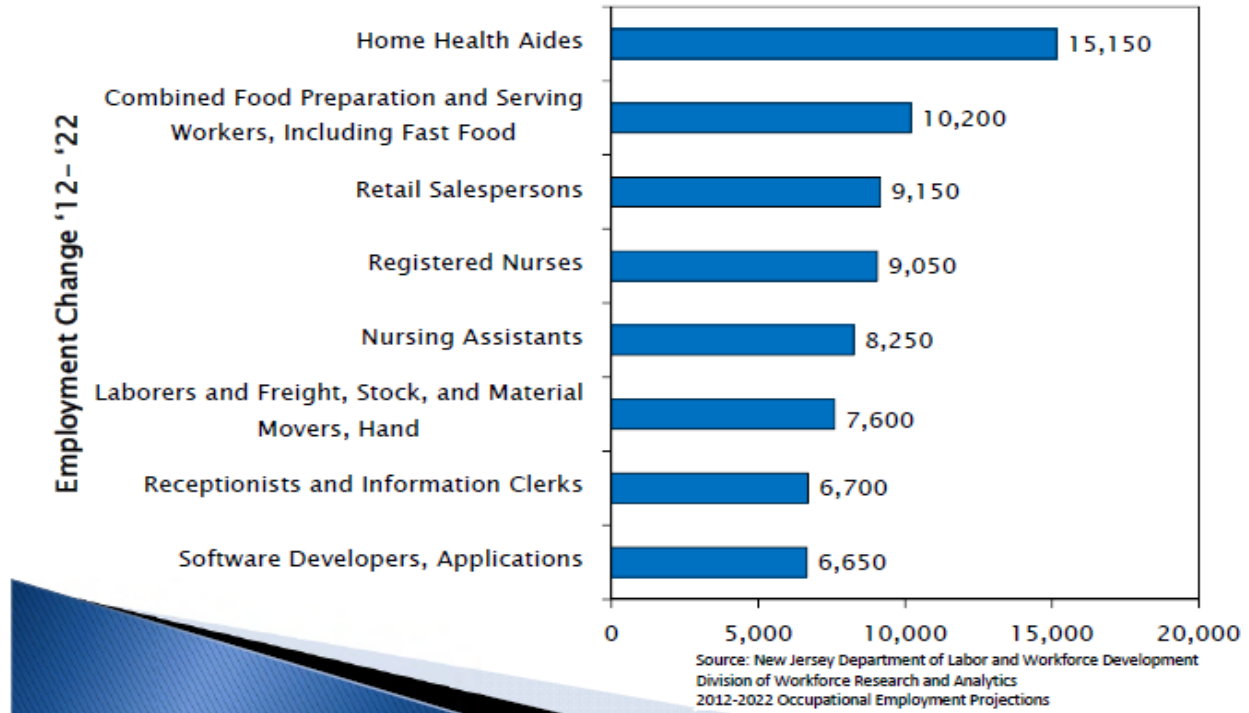 Employment Change '12– '22
Home Health Aides
15,150
Combined Food Preparation and Serving
Workers, Including Fast Food
10,200
Retail Salespersons
9,150
Registered Nurses
9,050
Nursing Assistants
8,250
Laborers and Freight, Stock, and Material
Movers, Hand
7,600
Receptionists and Information Clerks
6,700
Software Developers, Applications
6,650
0
5,000
10,000
15,000
20,000
Source: New Jersey Department of Labor and Workforce Development
Division of Workforce Research and Analytics
2012-2022 Occupational Employment Projections